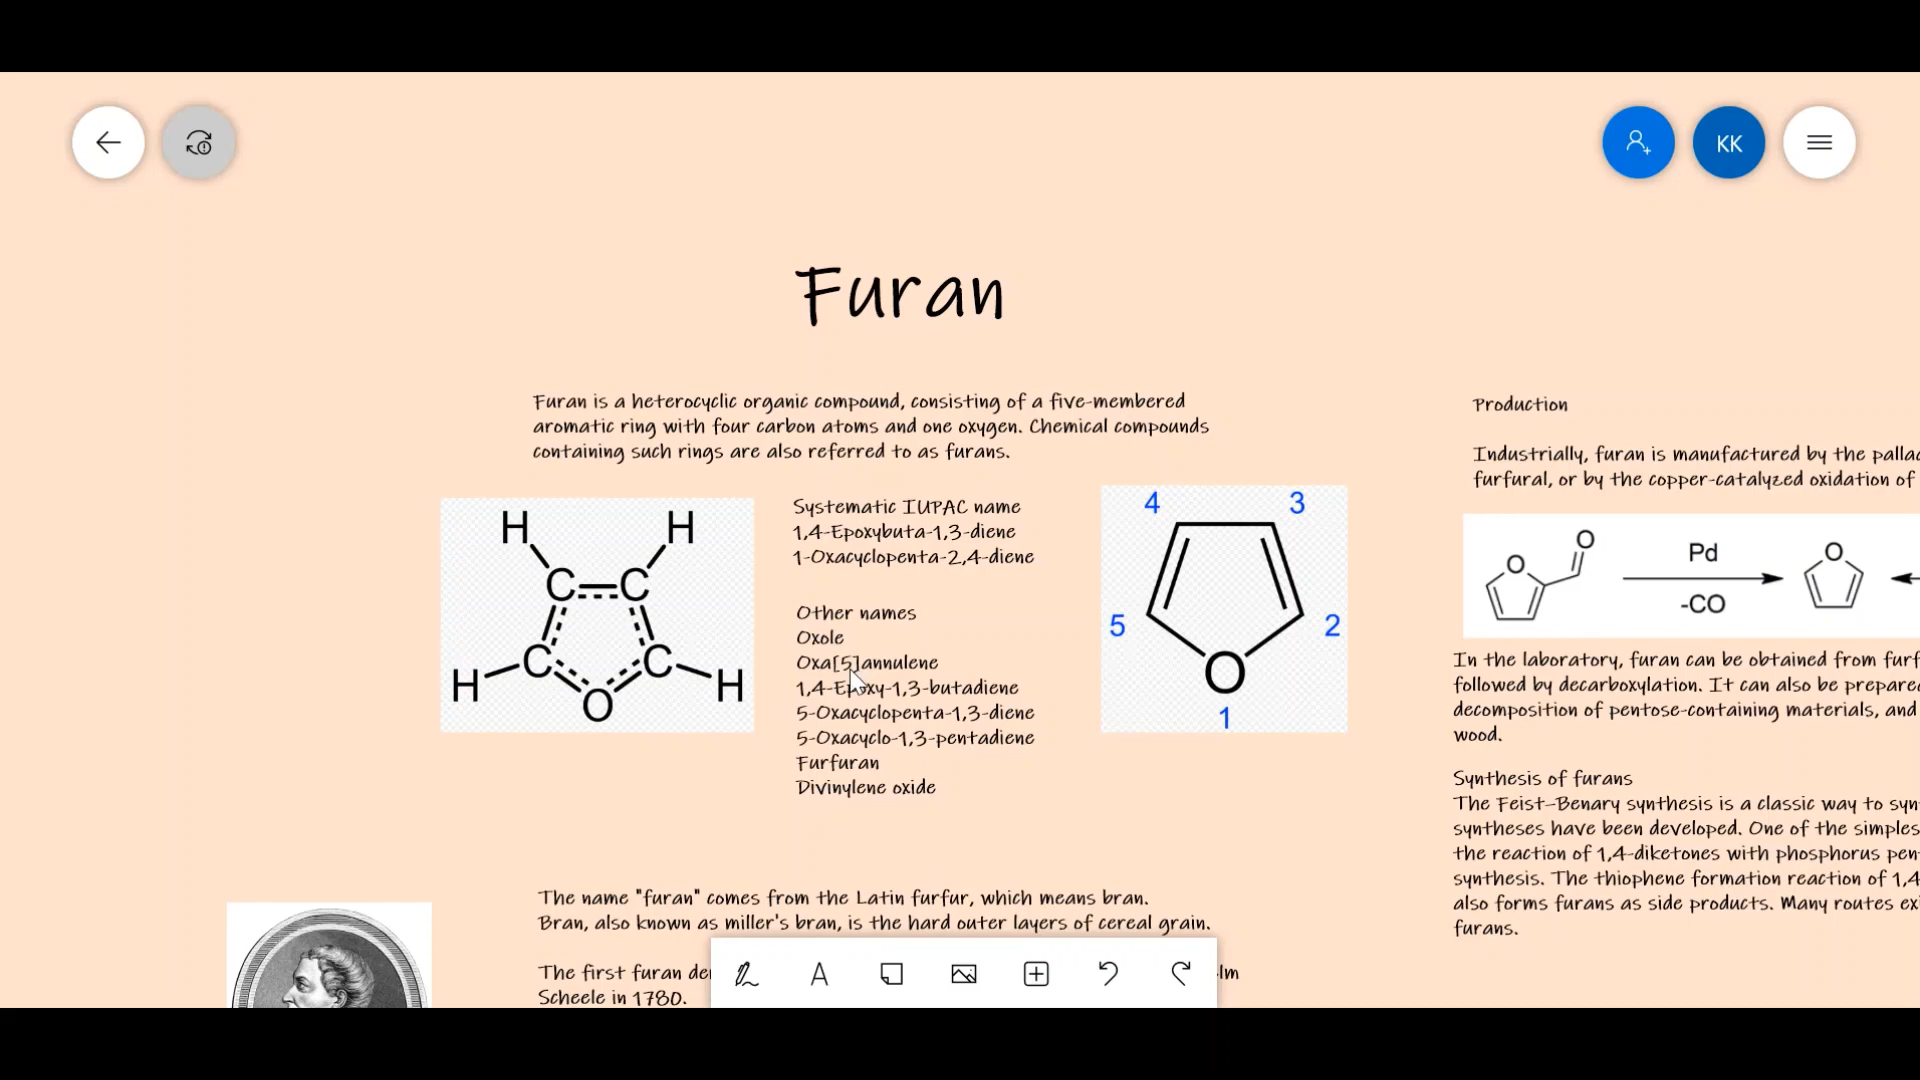 KK
Furan
Furan is a heterocyclic organic compound, consisting of a five-membered
aromatic ring with four carbon atoms and one oxygen. Chemical compounds
containing such rings are also referred to as furans.
H H
C C
H C C H
O
Systematic IUPAC name
1,4-Epoxybuta-1,3-diene
1-Oxacyclopenta-2,4-diene
Other names
Oxole
Oxa[5]annulene
1,4-Epoxy-1,3-butadiene
5-Oxacyclopenta-1,3-diene
5-Oxacyclo-1,3-pentadiene
Furfuran
Divinylene oxide
4 3
5 2
O
1
The name "furan" comes from the Latin furfur, which means bran.
Bran, also known as miller's bran, is the hard outer layers of cereal grain.
The first furan
Scheele in 1780.
Production
Industrially, furan is manufactured by the
furfural, or by the copper-catalyzed oxidation of
O O Pd O
-CO
In the laboratory, furan can be obtained from
followed by decarboxylation. It can also be
decomposition of pentose-containing materials, and
wood.
Synthesis of furans
The Feist-Benary synthesis is a classic way to
syntheses have been developed. One of the
the reaction of 1,4-diketones with phosphorus
synthesis. The thiophene formation reaction of 1,4
also forms furans as side products. Many routes
furans.
A